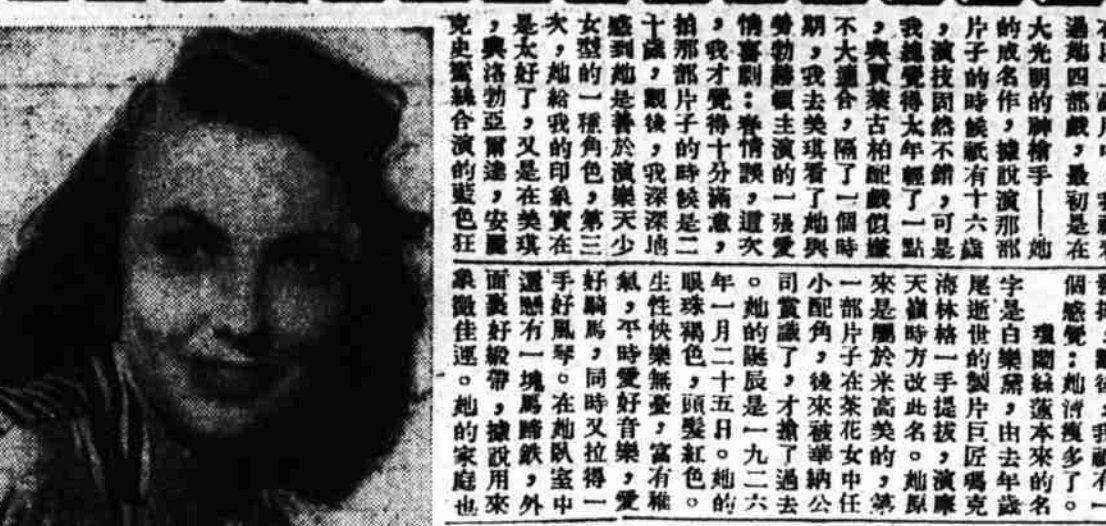 過她四部戲,最初是在
大光明的神槍手——她
的成名作,據說演那部
片子的時候祇有十六歲
,演技固然不錯,可是
我總覺得太年輕了一點
,與賈萊古柏配戲似嫌
不大適合,隔了一個時
期,我去美琪看了她與
勞勃赫頓主演的一張愛
情喜劇:春情誤,這次
,我才覺得十分滿意,
拍那部片子的時候是二
十歲,觀後,我深深地
感到她是善於演樂天少
女型的一種角色,第三
次,她給我的印象實在
是太好了,又是在美琪
,與洛勃亞爾達,安麗
克史蜜絲合演的藍色狂
個感覺:她清瘦多了。
瓊蘭絲蓮本來的名
字是白樂黛,由去年歲
尾逝世的製片巨匠嗎克
海林格一手提拔,演廉
天嶺時方改此名。她原
來是屬於米高美的,第
一部片子在茶花女中任
小配角,後來被華納公
司賞識了,才搶了過去
。她的誕辰是一九二六
年一月二十五日。她的
眼珠褐色,頭髮紅色。
生性快樂無憂,富有稚
氣,平時愛好音樂,愛
好騎馬,同時又拉得一
手好風琴。在她臥室中
還懸有一塊馬蹄鉄,外
面裹好緞帶,據說用來
象徵佳運。她的家庭也